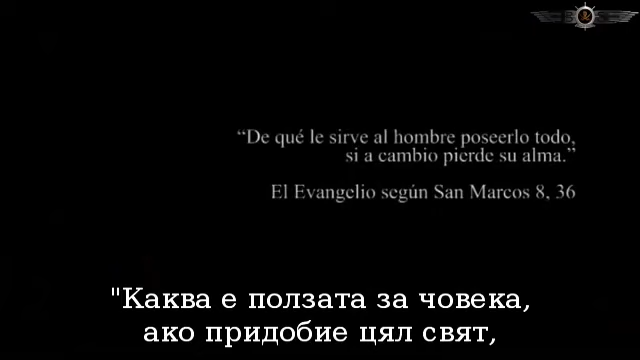 “De qué le sirve al hombre poseerlo todo,
si a cambio pierde su alma.”
El Evangelio según San Marcos 8, 36
"Каква е ползата за човека,
ако придобие цял свят,